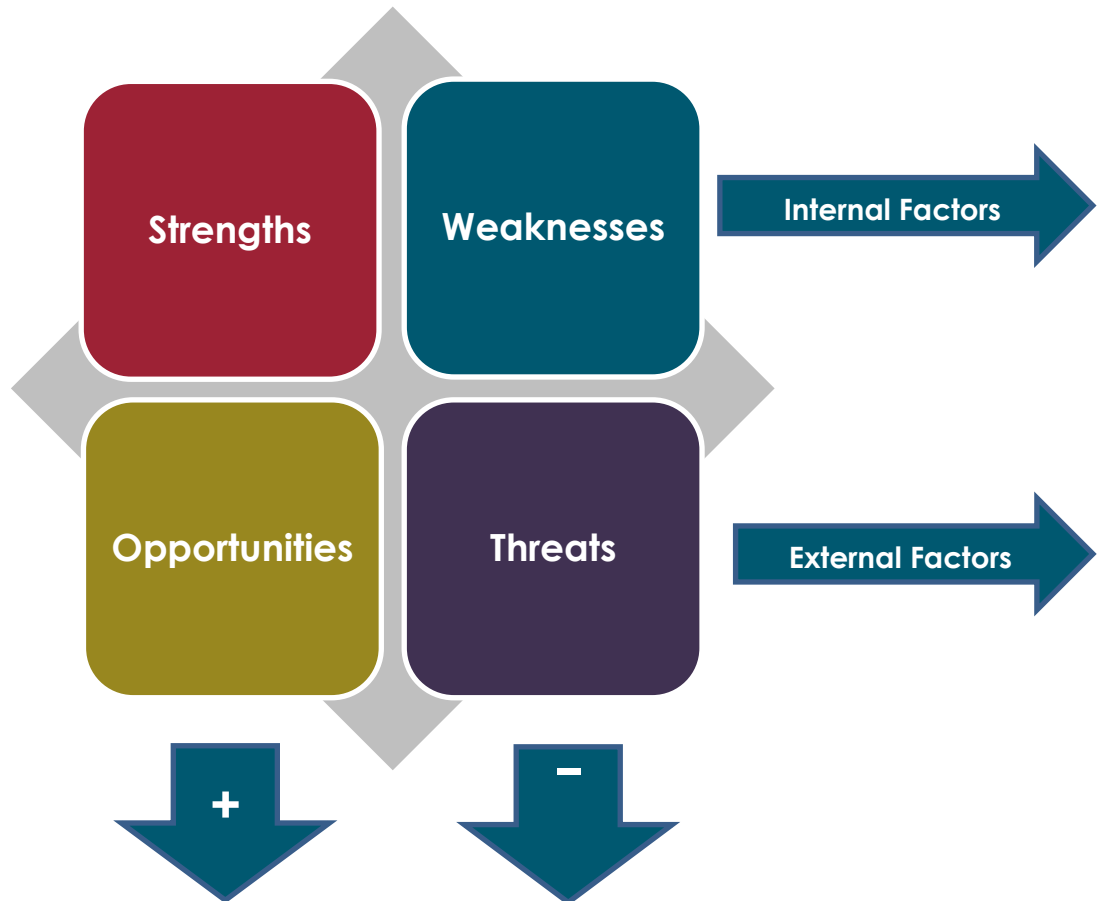 Strengths
Weaknesses
Internal Factors
Opportunities
Threats
External Factors
+
–